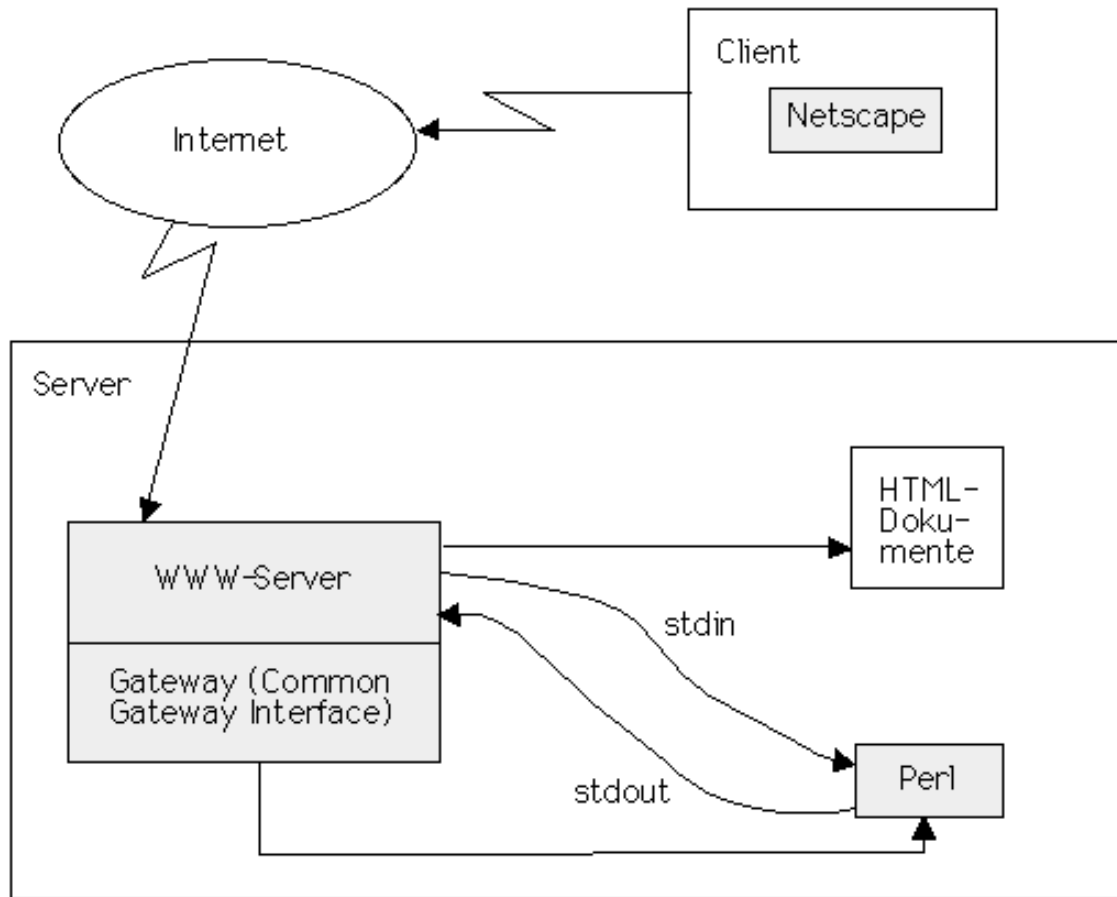 Client
Netscape
Internet
Server
HTML-
Doku-
mente
WWW-Server
stdin
Gateway (Common
Gateway Interface)
stdout
Perl